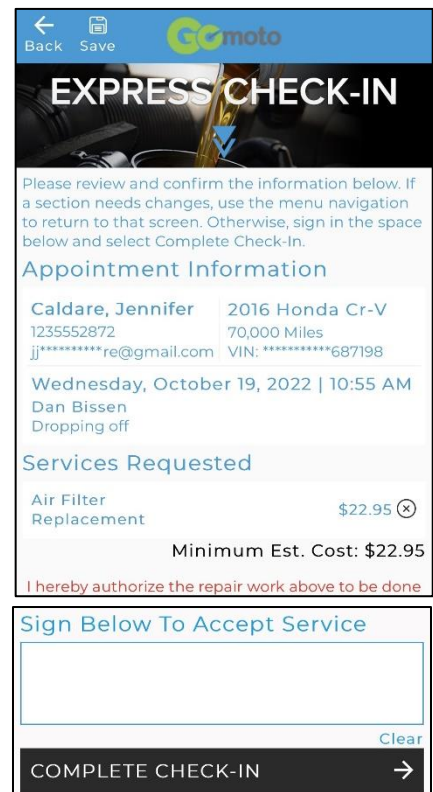 Back Save GOmoto
EXPRESS CHECK-IN
Please review and confirm the information below. If
a section needs changes, use the menu navigation
to return to that screen. Otherwise, sign in the space
below and select Complete Check-In.
Appointment Information
Caldare, Jennifer
1235552872
jj**********re@gmail.com
2016 Honda Cr-V
70,000 Miles
VIN: ***********687198
Wednesday, October 19, 2022 | 10:55 AM
Dan Bissen
Dropping off
Services Requested
Air Filter
Replacement
$22.95
Minimum Est. Cost: $22.95
I hereby authorize the repair work above to be done
Sign Below To Accept Service
Clear
COMPLETE CHECK-IN